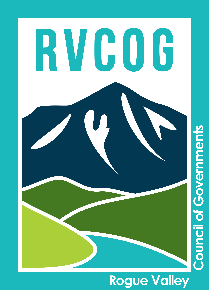 RVCOG
Council of Governments
Rogue Valley